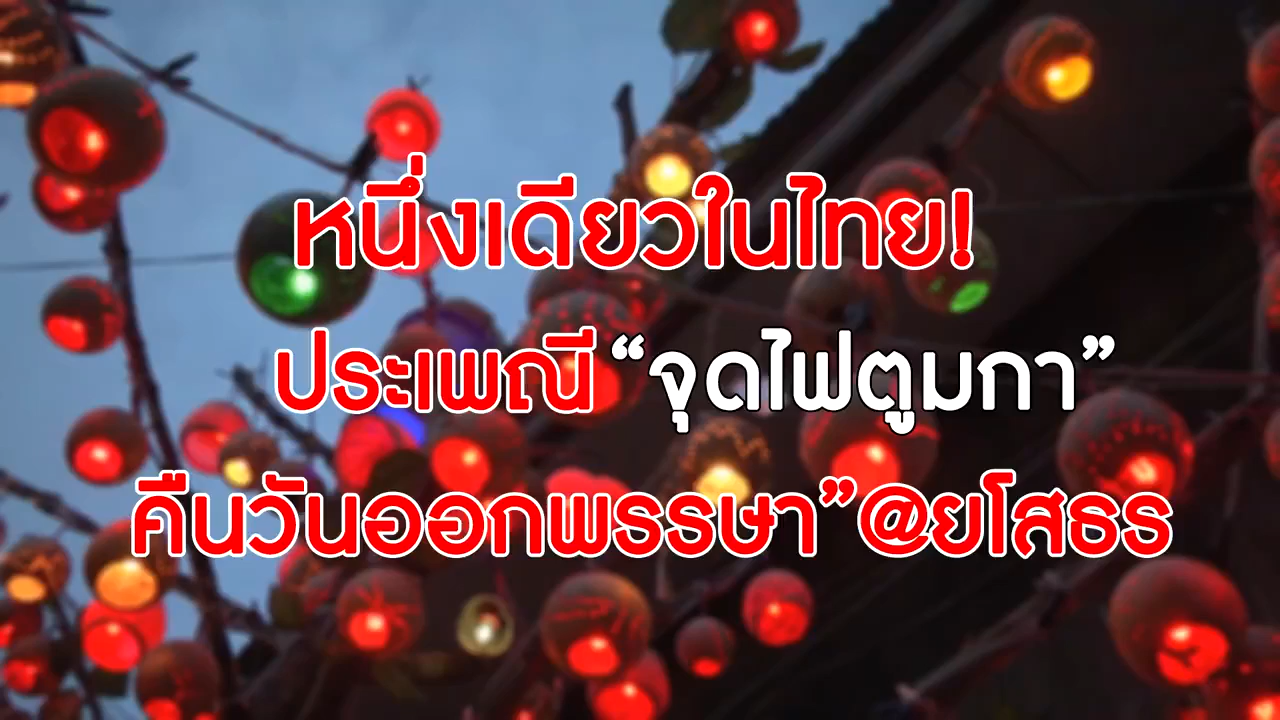 หนึ่งเดียวในไทย!
ประเพณี “จุดไฟตูมกา”
คืนวันออกพรรษา”@ยโสธร